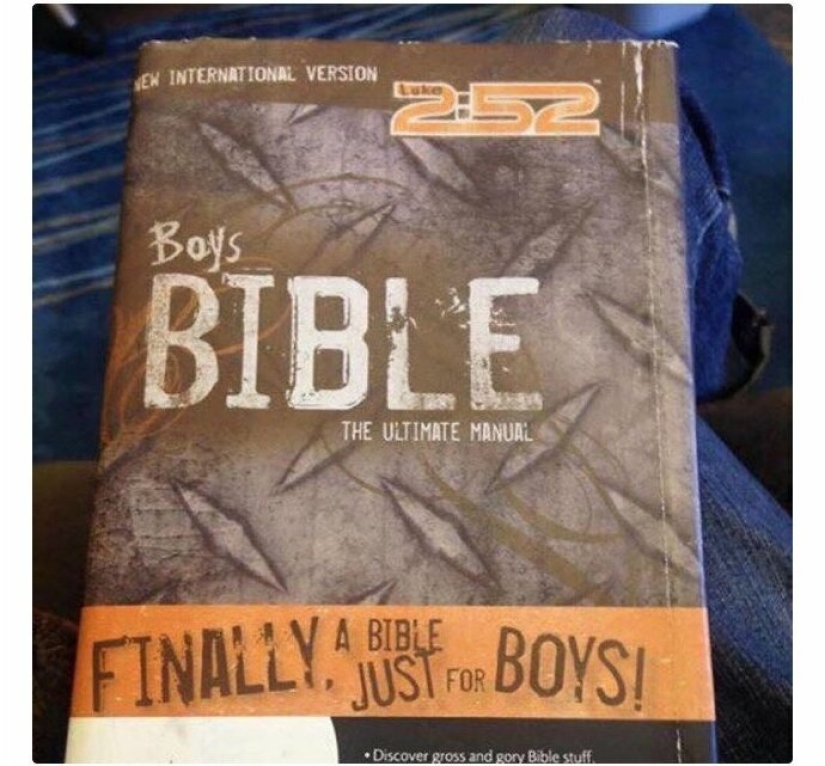 NEW INTERNATIONAL VERSION
Luke
2:52
Boys
BIBLE
THE ULTIMATE MANUAL
FINALLY, A BIBLE JUST FOR BOYS!
• Discover gross and gory Bible stuff.